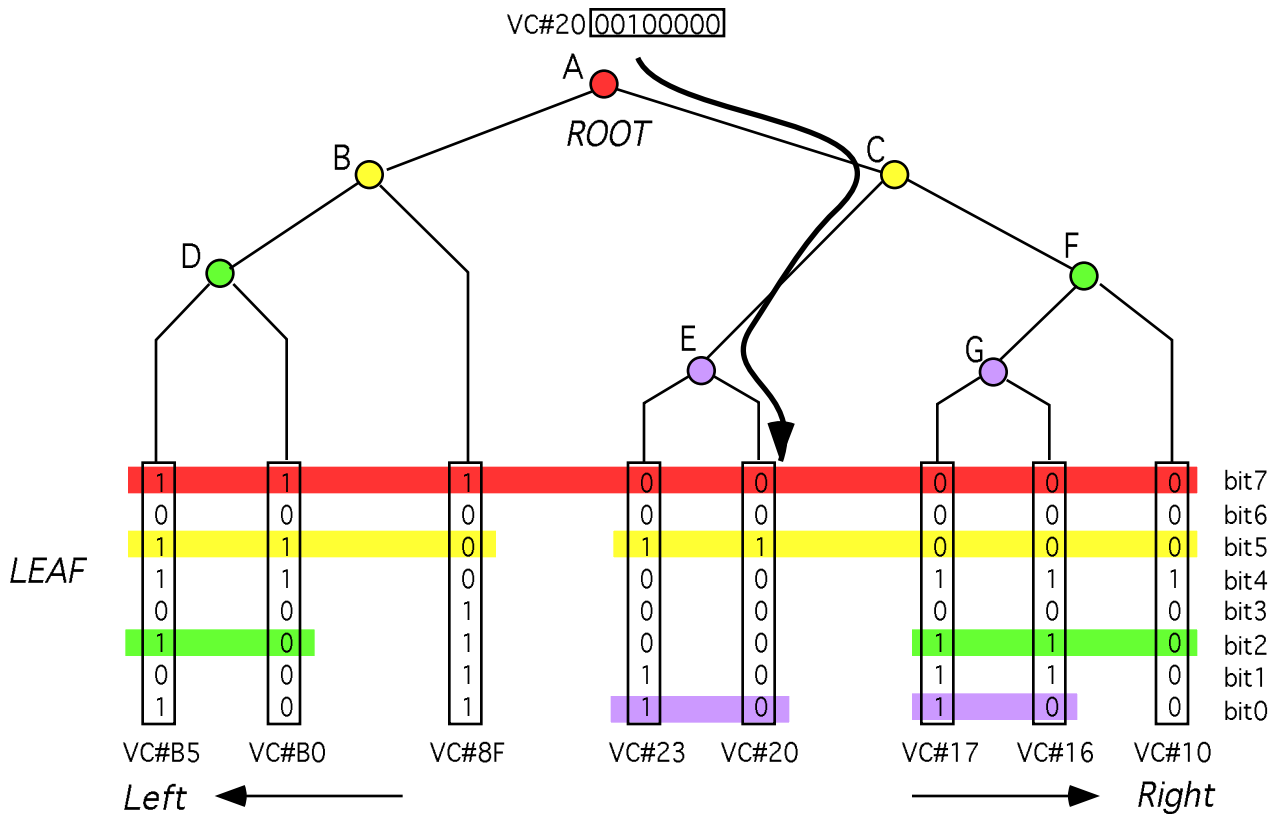 VC#20 00100000
A
ROOT
B
C
D
F
E
G
1 1 1 0 0 0 0 0 bit7
0 0 0 0 0 0 0 0 bit6
1 1 0 1 1 0 0 0 bit5
LEAF
1 1 0 0 0 1 1 1 bit4
0 0 1 0 0 0 0 0 bit3
1 0 1 0 0 1 1 0 bit2
0 0 1 1 0 1 1 0 bit1
1 0 1 1 0 1 0 0 bit0
VC#B5 VC#B0 VC#8F VC#23 VC#20 VC#17 VC#16 VC#10
Left Right